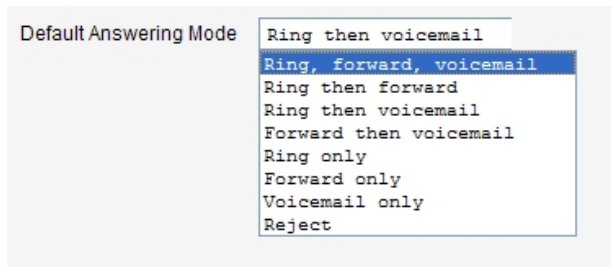 Default Answering Mode Ring then voicemail
Ring, forward, voicemail
Ring then forward
Ring then voicemail
Forward then voicemail
Ring only
Forward only
Voicemail only
Reject